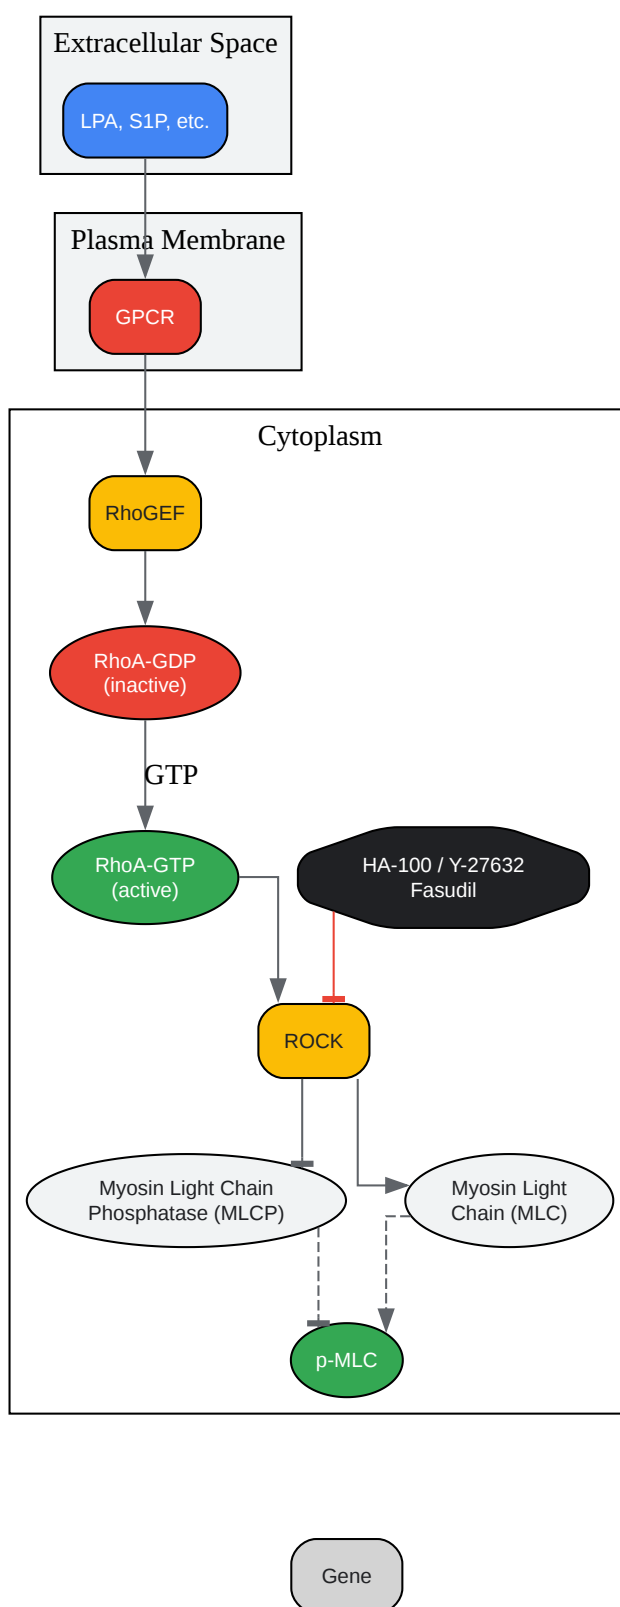 Extracellular Space
LPA, S1P, etc.
Plasma Membrane
GPCR
Cytoplasm
RhoGEF
RhoA-GDP
(inactive)
GTP
RhoA-GTP
(active)
HA-100 / Y-27632
Fasudil
ROCK
Myosin Light Chain
Phosphatase (MLCP)
Myosin Light
Chain (MLC)
p-MLC
Gene